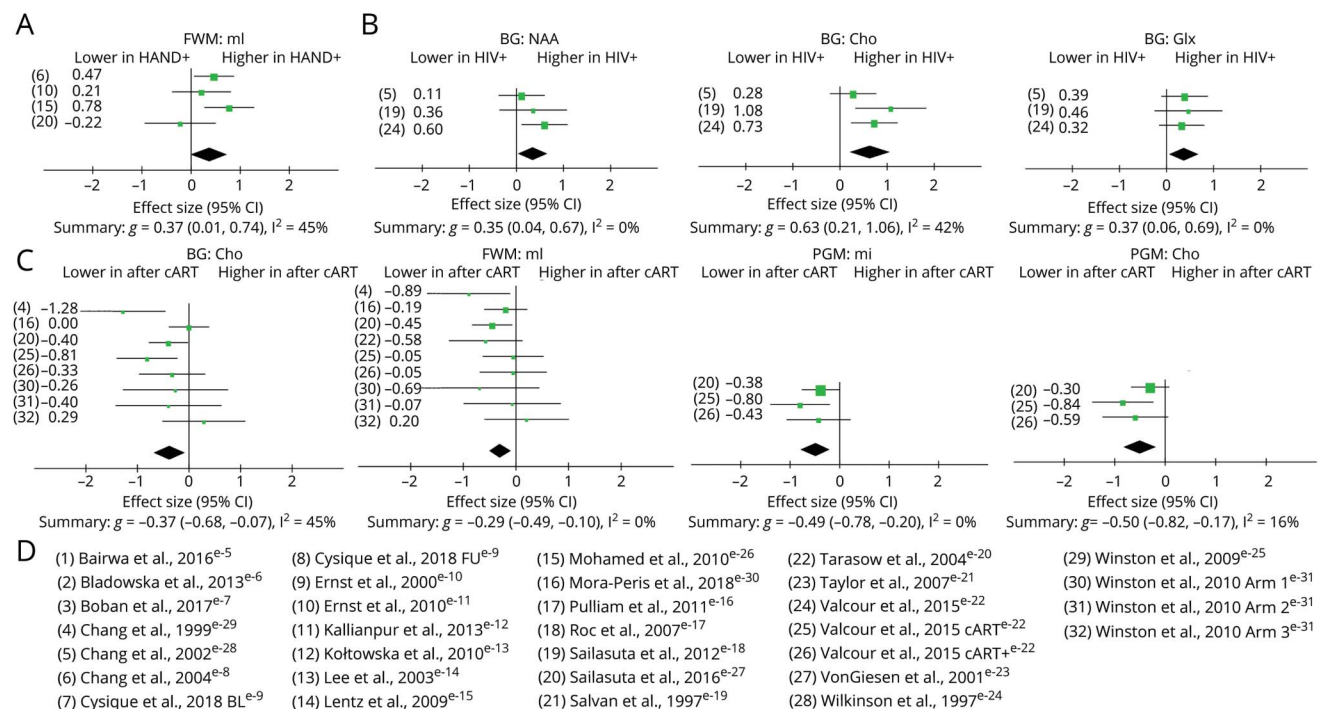 A
FWM: ml
Lower in HAND+ Higher in HAND+
(6) 0.47
(10) 0.21
(15) 0.78
(20) –0.22
–2 –1 0 1 2
Effect size (95% CI)
Summary: g = 0.37 (0.01, 0.74), I² = 45%
B
BG: NAA
Lower in HIV+ Higher in HIV+
(5) 0.11
(19) 0.36
(24) 0.60
–2 –1 0 1 2
Effect size (95% CI)
Summary: g = 0.35 (0.04, 0.67), I² = 0%
BG: Cho
Lower in HIV+ Higher in HIV+
(5) 0.28
(19) 1.08
(24) 0.73
–2 –1 0 1 2
Effect size (95% CI)
Summary: g = 0.63 (0.21, 1.06), I² = 42%
BG: Glx
Lower in HIV+ Higher in HIV+
(5) 0.39
(19) 0.46
(24) 0.32
–2 –1 0 1 2
Effect size (95% CI)
Summary: g = 0.37 (0.06, 0.69), I² = 0%
C
BG: Cho
Lower in after cART Higher in after cART
(4) –1.28
(16) 0.00
(20) –0.40
(25) –0.81
(26) –0.33
(30) –0.26
(31) –0.40
(32) 0.29
–2 –1 0 1 2
Effect size (95% CI)
Summary: g = –0.37 (–0.68, –0.07), I² = 45%
FWM: ml
Lower in after cART Higher in after cART
(4) –0.89
(16) –0.19
(20) –0.45
(22) –0.58
(25) –0.05
(26) –0.05
(30) –0.69
(31) –0.07
(32) 0.20
–2 –1 0 1 2
Effect size (95% CI)
Summary: g = –0.29 (–0.49, –0.10), I² = 0%
PGM: mi
Lower in after cART Higher in after cART
(20) –0.38
(25) –0.80
(26) –0.43
–2 –1 0 1 2
Effect size (95% CI)
Summary: g = –0.49 (–0.78, –0.20), I² = 0%
PGM: Cho
Lower in after cART Higher in after cART
(20) –0.30
(25) –0.84
(26) –0.59
–2 –1 0 1 2
Effect size (95% CI)
Summary: g= –0.50 (–0.82, –0.17), I² = 16%
D
(1) Bairwa et al., 2016e-5
(2) Bladowska et al., 2013e-6
(3) Boban et al., 2017e-7
(4) Chang et al., 1999e-29
(5) Chang et al., 2002e-28
(6) Chang et al., 2004e-8
(7) Cysique et al., 2018 BLe-9
(8) Cysique et al., 2018 FUe-9
(9) Ernst et al., 2000e-10
(10) Ernst et al., 2010e-11
(11) Kallianpur et al., 2013e-12
(12) Kołtowska et al., 2010e-13
(13) Lee et al., 2003e-14
(14) Lentz et al., 2009e-15
(15) Mohamed et al., 2010e-26
(16) Mora-Peris et al., 2018e-30
(17) Pulliam et al., 2011e-16
(18) Roc et al., 2007e-17
(19) Sailasuta et al., 2012e-18
(20) Sailasuta et al., 2016e-27
(21) Salvan et al., 1997e-19
(22) Tarasow et al., 2004e-20
(23) Taylor et al., 2007e-21
(24) Valcour et al., 2015e-22
(25) Valcour et al., 2015 cARTe-22
(26) Valcour et al., 2015 cART+e-22
(27) VonGiesen et al., 2001e-23
(28) Wilkinson et al., 1997e-24
(29) Winston et al., 2009e-25
(30) Winston et al., 2010 Arm 1e-31
(31) Winston et al., 2010 Arm 2e-31
(32) Winston et al., 2010 Arm 3e-31